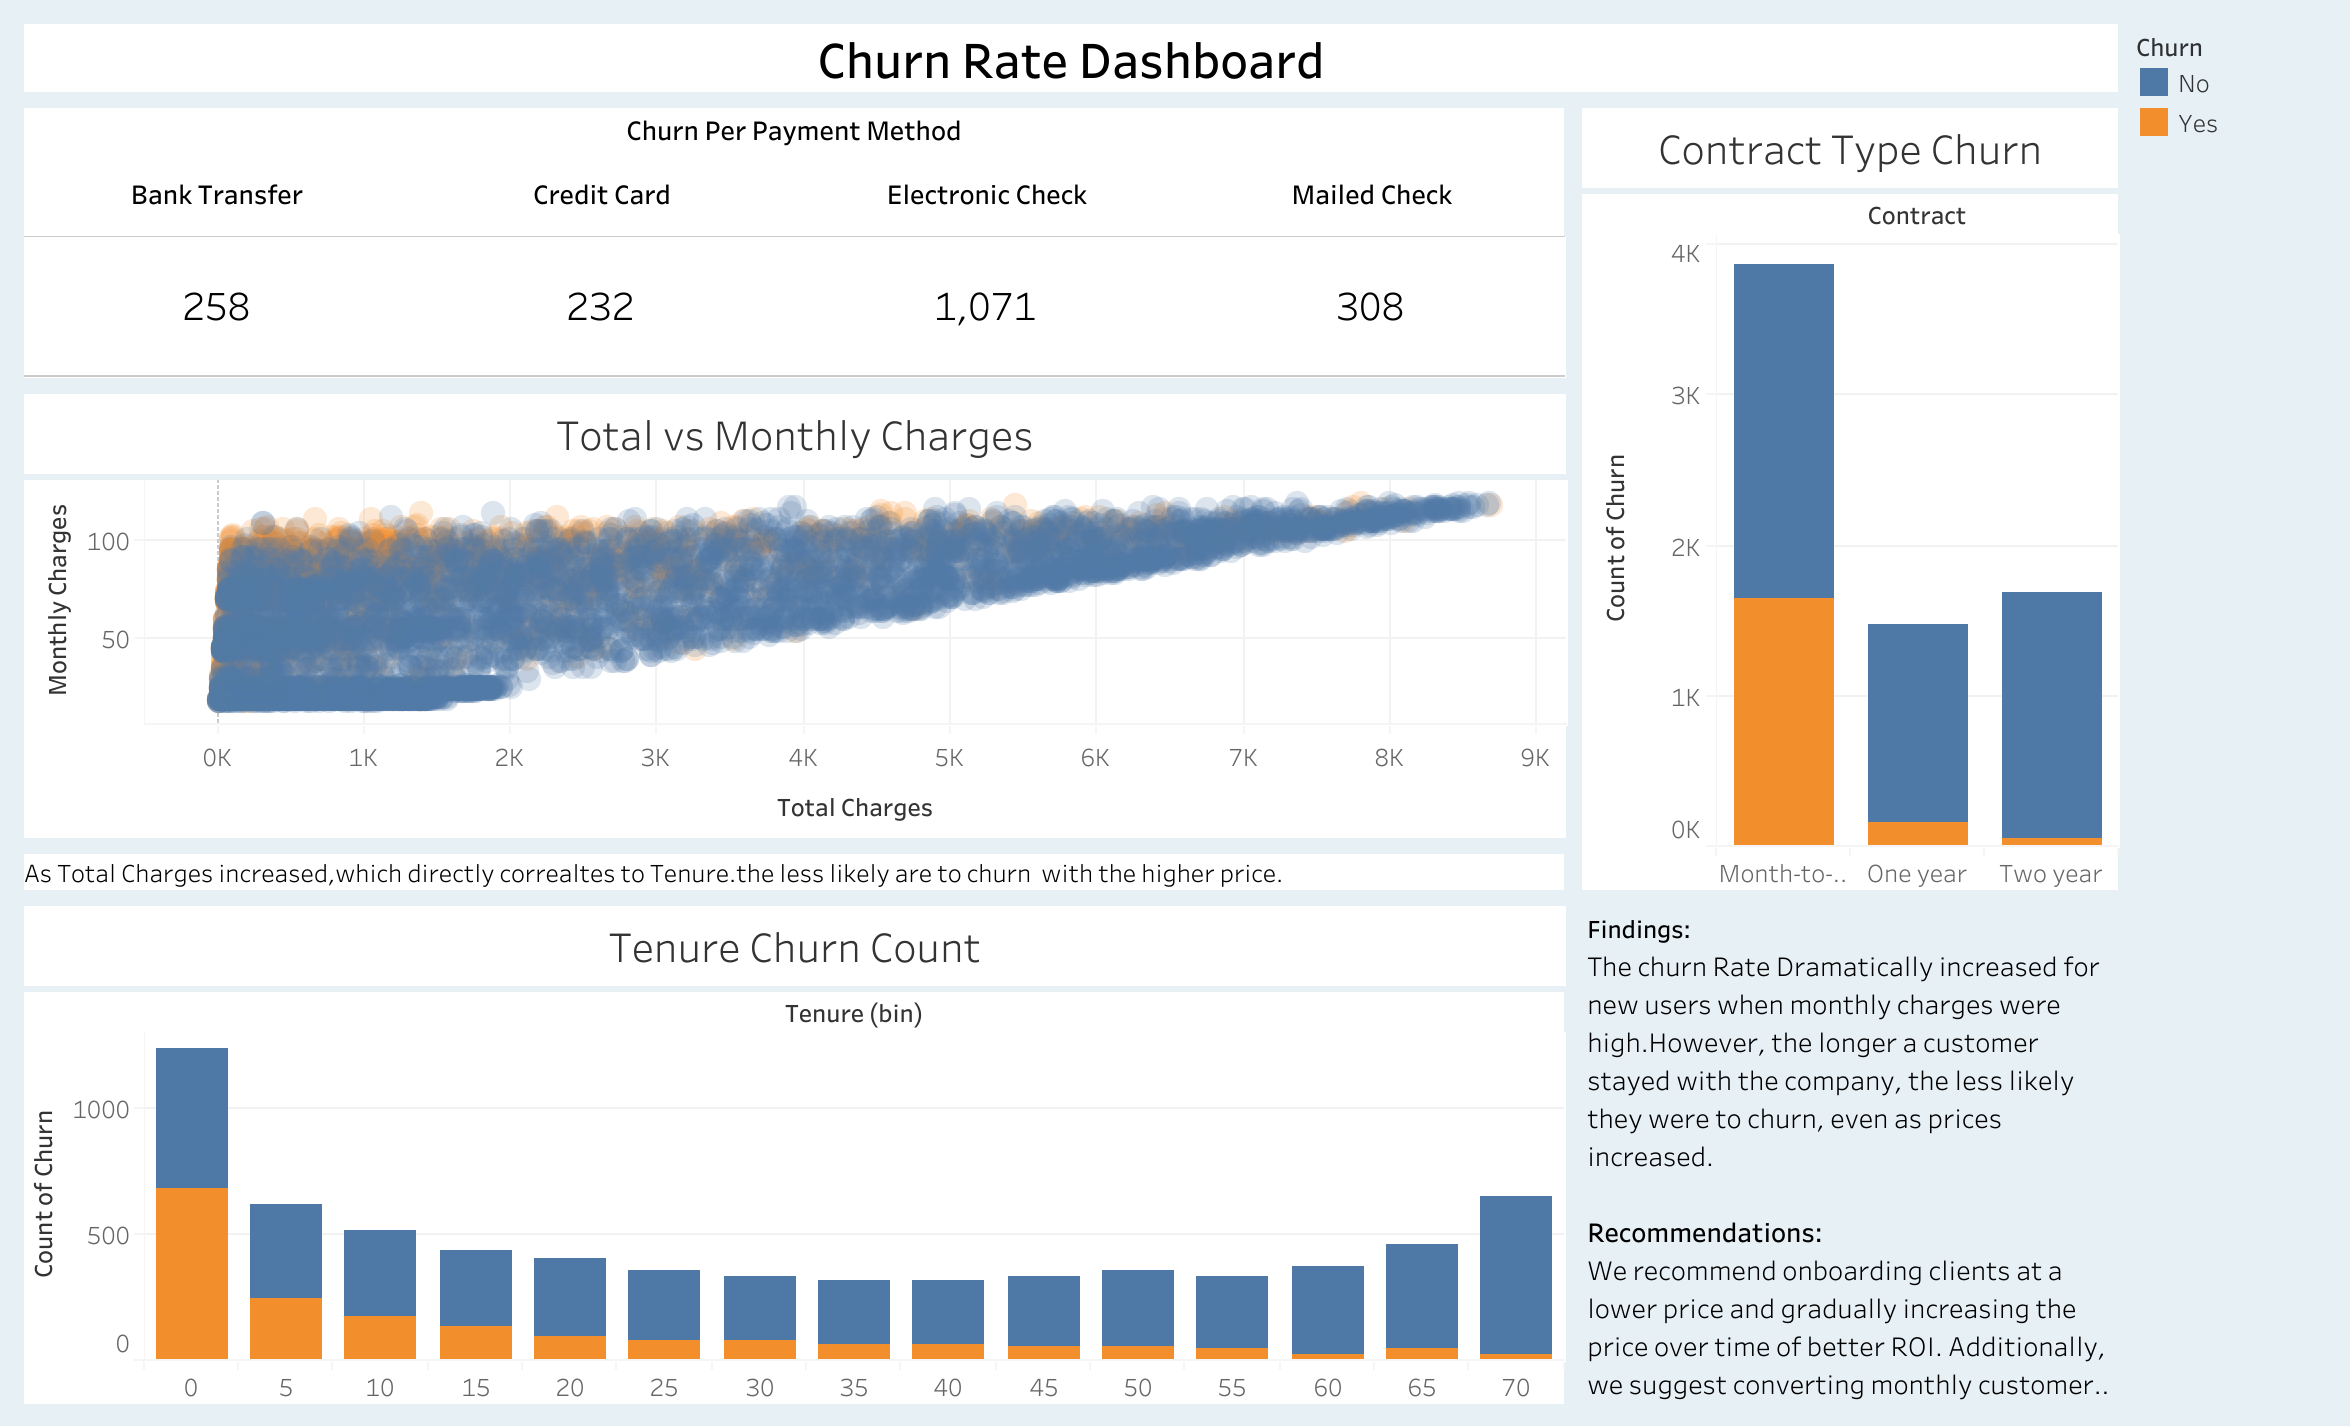 Churn Rate Dashboard
Churn
No
Yes
Churn Per Payment Method
Bank Transfer
Credit Card
Electronic Check
Mailed Check
258
232
1,071
308
Contract Type Churn
Contract
Count of Churn
4K
3K
2K
1K
0K
Month-to-..
One year
Two year
Total vs Monthly Charges
Monthly Charges
100
50
0K
1K
2K
3K
4K
5K
6K
7K
8K
9K
Total Charges
As Total Charges increased,which directly correaltes to Tenure.the less likely are to churn  with the higher price.
Tenure Churn Count
Tenure (bin)
Count of Churn
1000
500
0
0
5
10
15
20
25
30
35
40
45
50
55
60
65
70
Findings:
The churn Rate Dramatically increased for
new users when monthly charges were
high.However, the longer a customer
stayed with the company, the less likely
they were to churn, even as prices
increased.
Recommendations:
We recommend onboarding clients at a
lower price and gradually increasing the
price over time of better ROI. Additionally,
we suggest converting monthly customer..